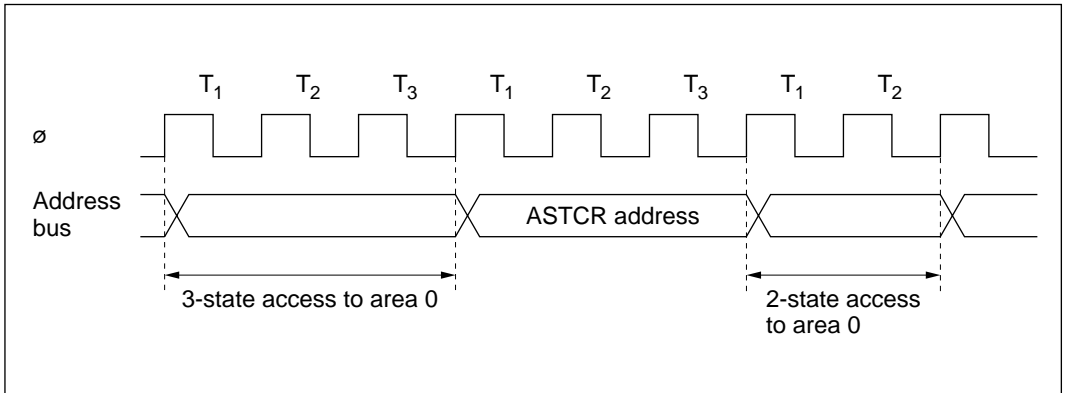 T1 T2 T3 T1 T2 T3 T1 T2
ø
Address
bus
ASTCR address
3-state access to area 0
2-state access
to area 0